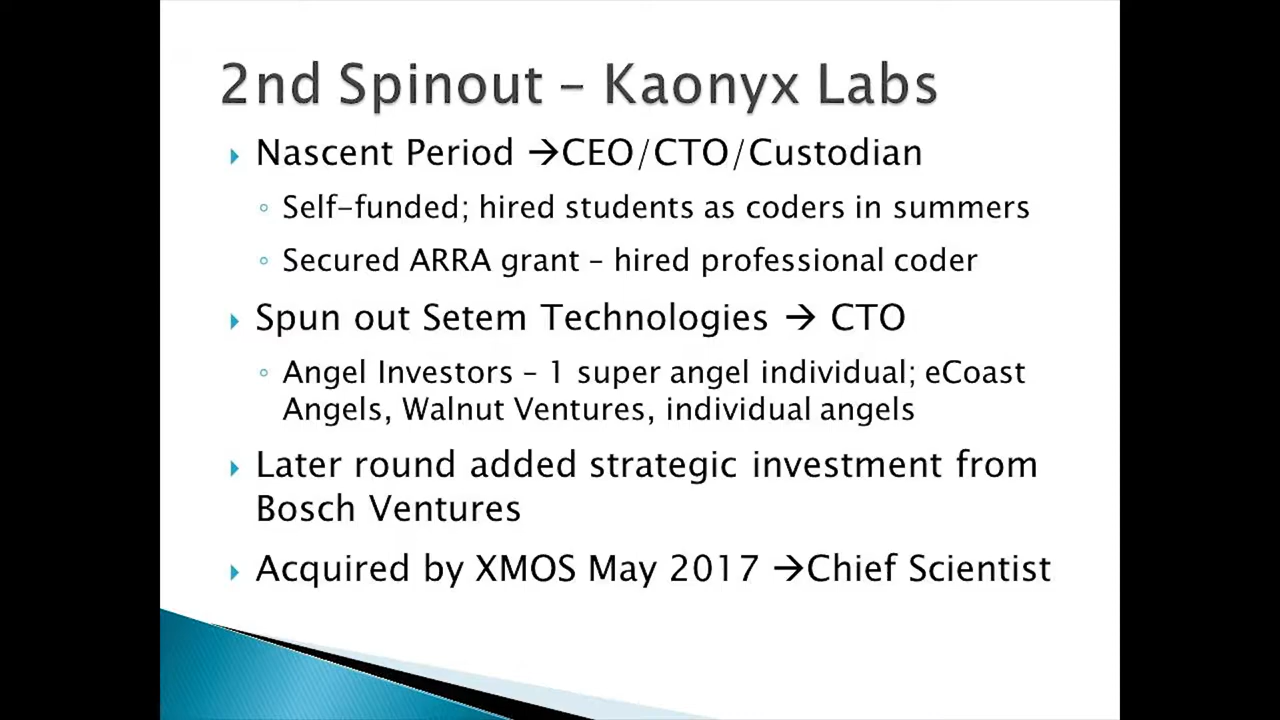 2nd Spinout – Kaonyx Labs
Nascent Period →CEO/CTO/Custodian
Self-funded; hired students as coders in summers
Secured ARRA grant – hired professional coder
Spun out Setem Technologies → CTO
Angel Investors – 1 super angel individual; eCoast
Angels, Walnut Ventures, individual angels
Later round added strategic investment from
Bosch Ventures
Acquired by XMOS May 2017 →Chief Scientist